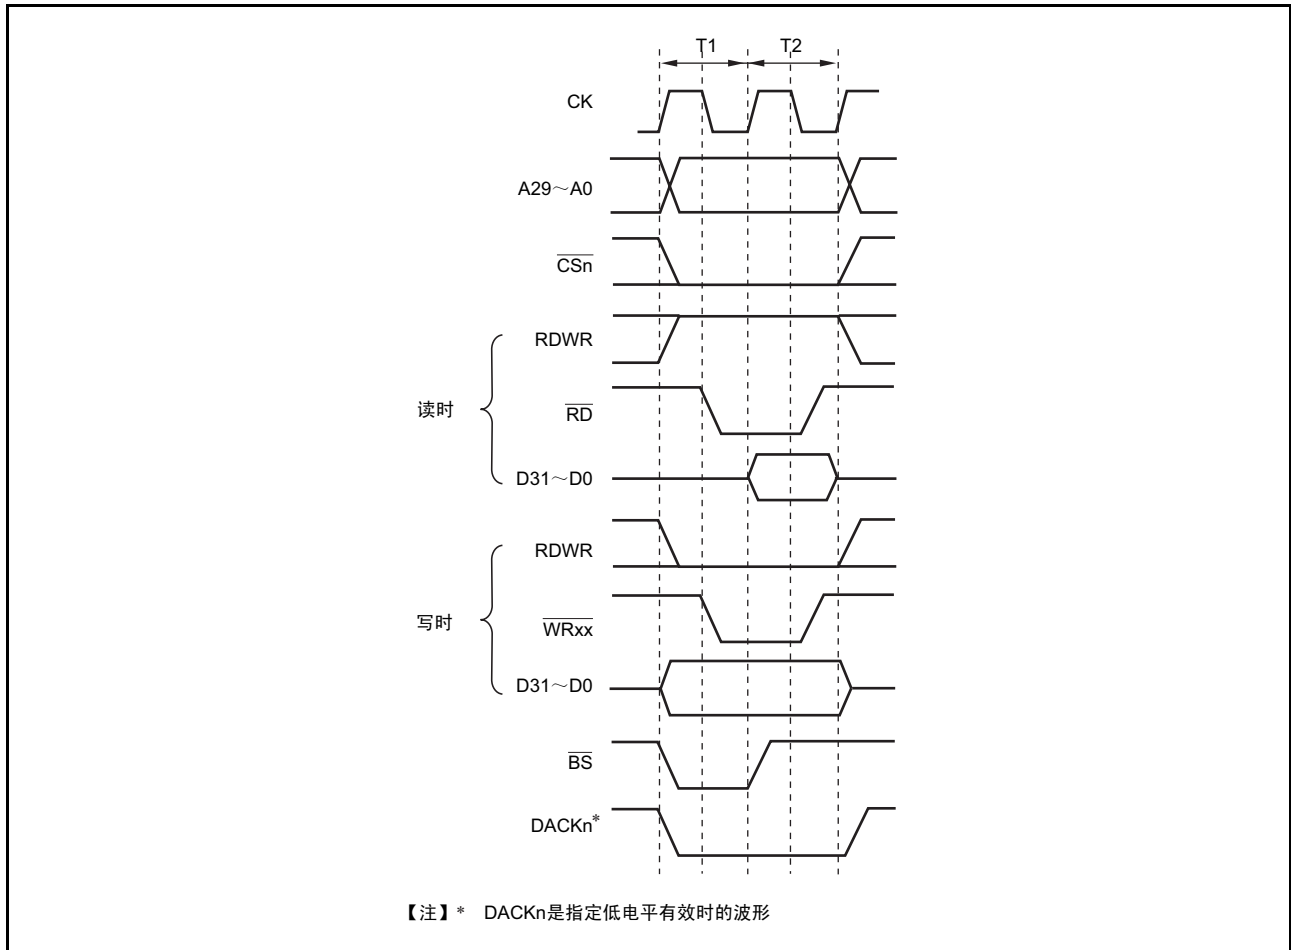 T1 T2
CK
A29～A0
CSn
RDWR
读时
RD
D31～D0
RDWR
写时
WRxx
D31～D0
BS
DACKn*
【注】* DACKn是指定低电平有效时的波形